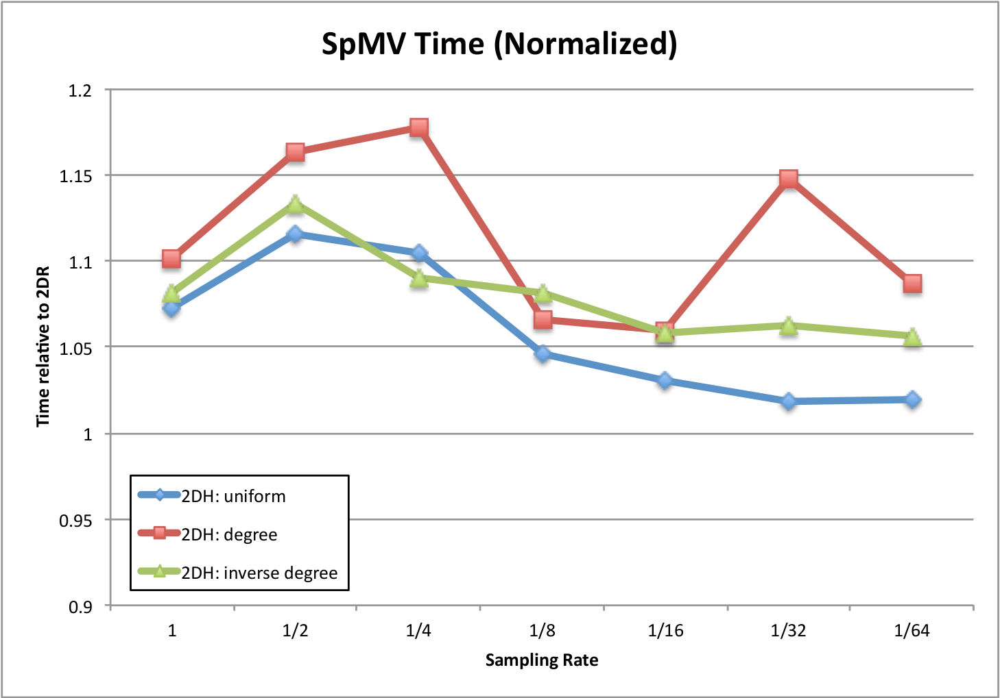 SpMV Time (Normalized)
1.2
1.15
1.1
1.05
1
0.95
0.9
Time relative to 2DR
2DH: uniform
2DH: degree
2DH: inverse degree
1 1/2 1/4 1/8 1/16 1/32 1/64
Sampling Rate